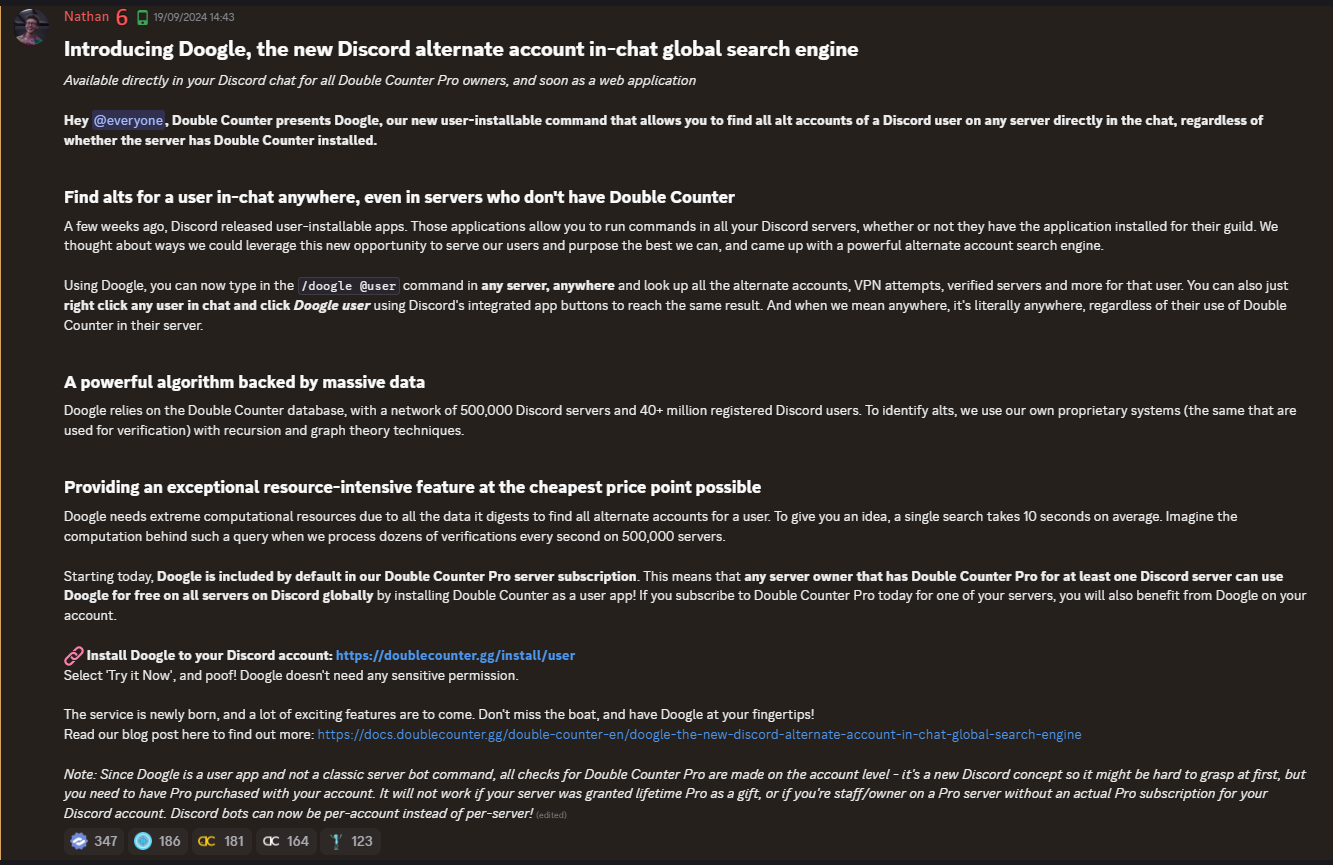 Nathan 6 19/09/2024 14:43
Introducing Doogle, the new Discord alternate account in-chat global search engine
Available directly in your Discord chat for all Double Counter Pro owners, and soon as a web application
Hey @everyone, Double Counter presents Doogle, our new user-installable command that allows you to find all alt accounts of a Discord user on any server directly in the chat, regardless of
whether the server has Double Counter installed.
Find alts for a user in-chat anywhere, even in servers who don't have Double Counter
A few weeks ago, Discord released user-installable apps. Those applications allow you to run commands in all your Discord servers, whether or not they have the application installed for their guild. We
thought about ways we could leverage this new opportunity to serve our users and purpose the best we can, and came up with a powerful alternate account search engine.
Using Doogle, you can now type in the /doogle @user command in any server, anywhere and look up all the alternate accounts, VPN attempts, verified servers and more for that user. You can also just
right click any user in chat and click Doogle user using Discord's integrated app buttons to reach the same result. And when we mean anywhere, it's literally anywhere, regardless of their use of Double
Counter in their server.
A powerful algorithm backed by massive data
Doogle relies on the Double Counter database, with a network of 500,000 Discord servers and 40+ million registered Discord users. To identify alts, we use our own proprietary systems (the same that are
used for verification) with recursion and graph theory techniques.
Providing an exceptional resource-intensive feature at the cheapest price point possible
Doogle needs extreme computational resources due to all the data it digests to find all alternate accounts for a user. To give you an idea, a single search takes 10 seconds on average. Imagine the
computation behind such a query when we process dozens of verifications every second on 500,000 servers.
Starting today, Doogle is included by default in our Double Counter Pro server subscription. This means that any server owner that has Double Counter Pro for at least one Discord server can use
Doogle for free on all servers on Discord globally by installing Double Counter as a user app! If you subscribe to Double Counter Pro today for one of your servers, you will also benefit from Doogle on your
account.
Install Doogle to your Discord account: https://doublecounter.gg/install/user
Select 'Try it Now', and poof! Doogle doesn't need any sensitive permission.
The service is newly born, and a lot of exciting features are to come. Don't miss the boat, and have Doogle at your fingertips!
Read our blog post here to find out more: https://docs.doublecounter.gg/double-counter-en/doogle-the-new-discord-alternate-account-in-chat-global-search-engine
Note: Since Doogle is a user app and not a classic server bot command, all checks for Double Counter Pro are made on the account level - it's a new Discord concept so it might be hard to grasp at first, but
you need to have Pro purchased with your account. It will not work if your server was granted lifetime Pro as a gift, or if you're staff/owner on a Pro server without an actual Pro subscription for your
Discord account. Discord bots can now be per-account instead of per-server! (edited)
347 186 181 164 123